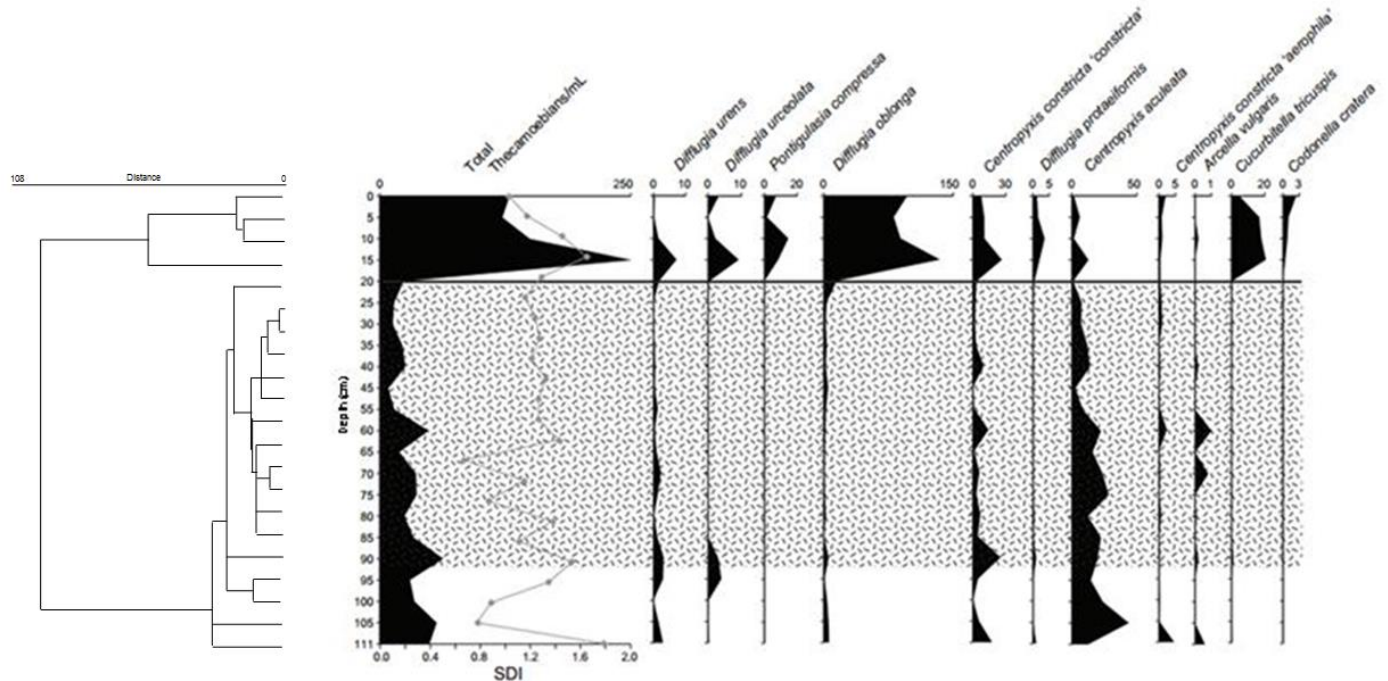 Total
Thecamoebians/mL
Difflugia urens
Difflugia urceolata
Pontigulasia compressa
Difflugia oblonga
Centropyxis constricta 'constricta'
Difflugia protaeiformis
Centropyxis aculeata
Centropyxis constricta 'aerophila'
Arcella vulgaris
Cucurbitella tricuspis
Codonella cratera
108 Distance 0
0 250 0 10 0 10 0 20 0 150 0 30 0 5 0 50 0 5 0 1 0 20 0 3
0
5
10
15
20
25
30
35
40
45
55
60
65
70
75
80
85
90
95
100
105
111
Depth (cm)
0.0 0.4 0.8 1.2 1.6 2.0
SDI